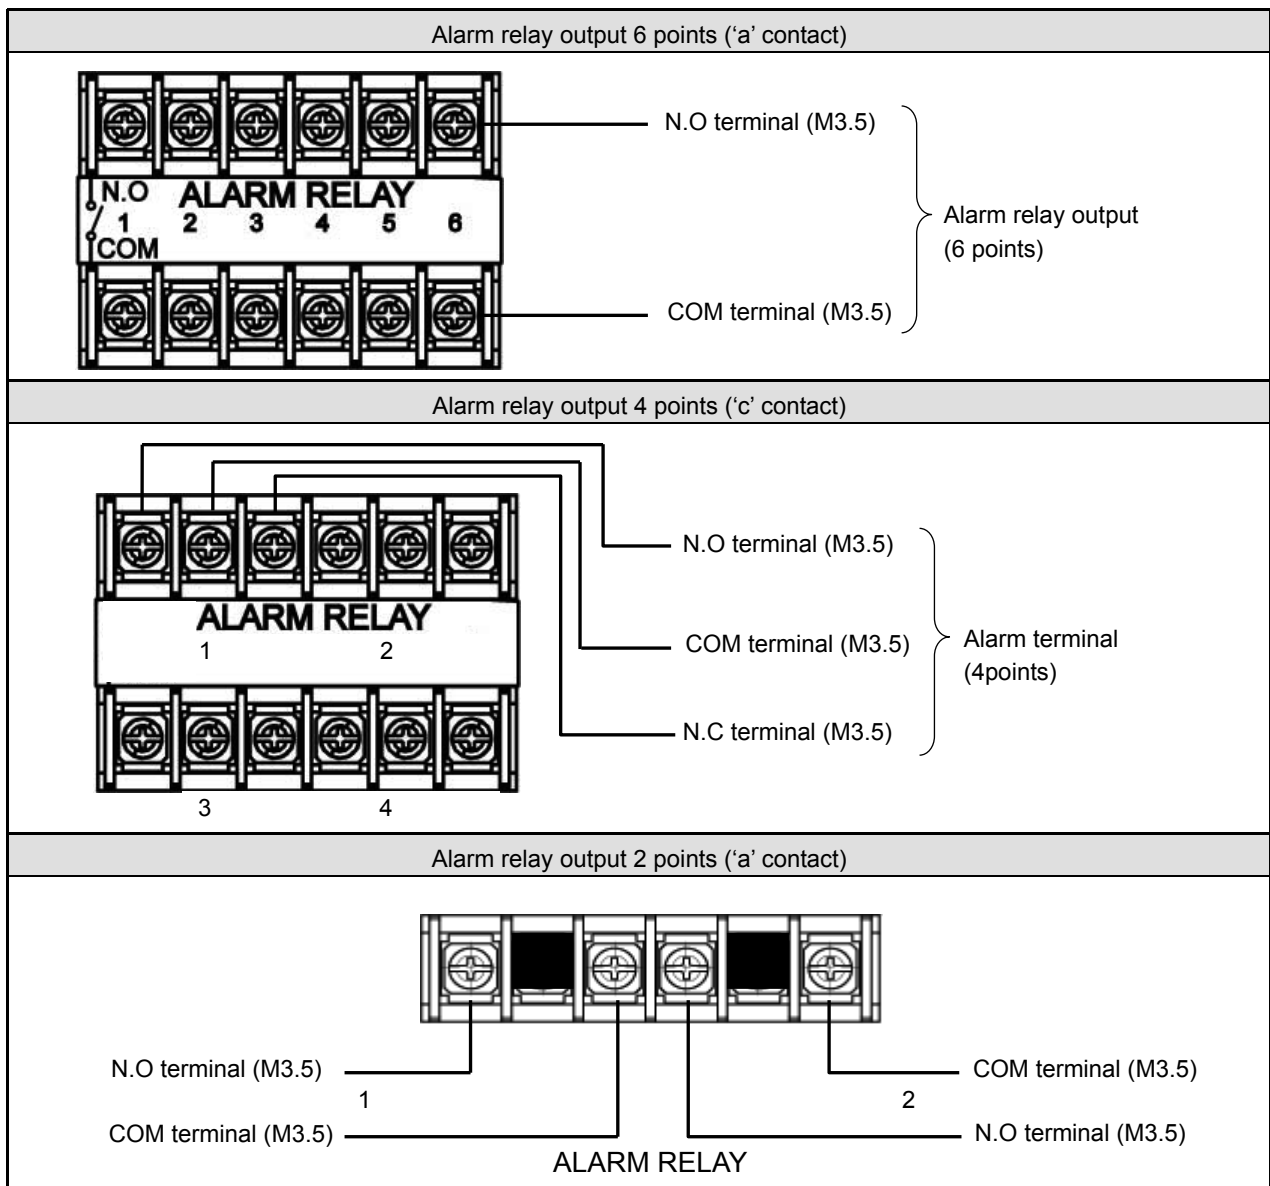 Alarm relay output 6 points (‘a’ contact)
N.O terminal (M3.5)
N.O
ALARM RELAY
1 2 3 4 5 6
COM
Alarm relay output
(6 points)
COM terminal (M3.5)
Alarm relay output 4 points (‘c’ contact)
N.O terminal (M3.5)
ALARM RELAY
1 2
COM terminal (M3.5)
Alarm terminal
(4points)
N.C terminal (M3.5)
3 4
Alarm relay output 2 points (‘a’ contact)
N.O terminal (M3.5)
COM terminal (M3.5)
1 2
COM terminal (M3.5)
N.O terminal (M3.5)
ALARM RELAY